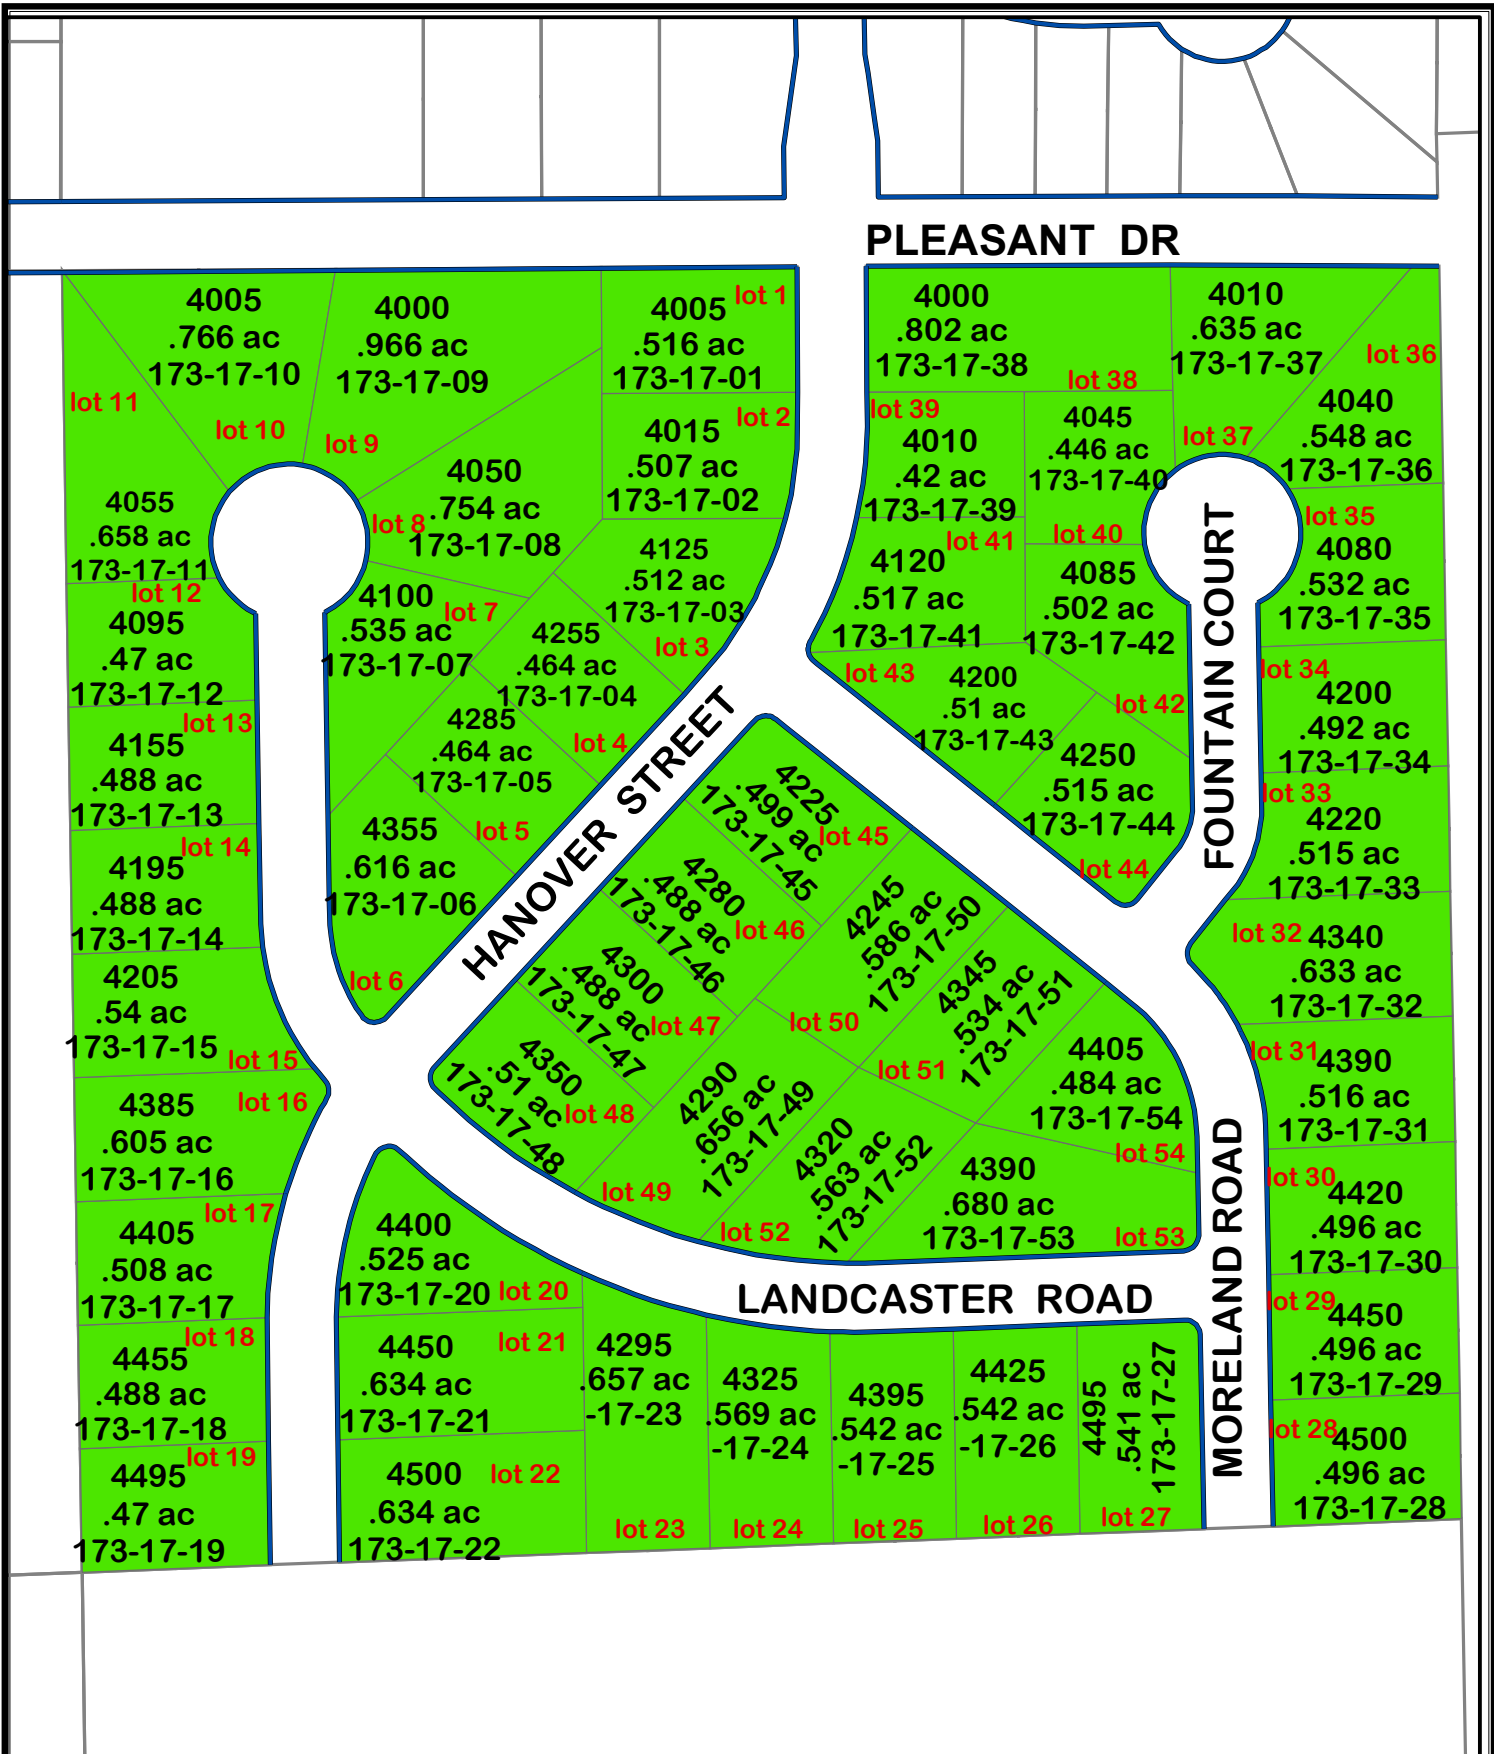 PLEASANT DR
4005
.766 ac
173-17-10
lot 10
4000
.966 ac
173-17-09
lot 9
lot 1
4005
.516 ac
173-17-01
lot 2
4015
.507 ac
173-17-02
4000
.802 ac
173-17-38
lot 38
4010
.635 ac
173-17-37
lot 37
lot 36
4040
.548 ac
173-17-36
lot 11
4055
.658 ac
173-17-11
4050
.754 ac
lot 8
173-17-08
lot 39
4010
.42 ac
173-17-39
4045
.446 ac
173-17-40
lot 40
lot 35
4080
.532 ac
173-17-35
lot 12
4095
.47 ac
173-17-12
4100
lot 7
.535 ac
173-17-07
4125
.512 ac
173-17-03
lot 3
lot 41
4120
.517 ac
173-17-41
4085
.502 ac
173-17-42
lot 42
FOUNTAIN COURT
lot 34
4200
.492 ac
173-17-34
4255
.464 ac
173-17-04
lot 4
lot 43
4200
.51 ac
173-17-43
lot 13
4155
.488 ac
173-17-13
4285
.464 ac
173-17-05
lot 5
HANOVER STREET
4250
.515 ac
173-17-44
lot 44
lot 33
4220
.515 ac
173-17-33
lot 14
4195
.488 ac
173-17-14
4355
.616 ac
173-17-06
lot 6
4225
.499 ac
173-17-45
lot 45
4280
.488 ac
173-17-46
lot 46
4245
.586 ac
173-17-50
lot 50
lot 32
4340
.633 ac
173-17-32
4205
.54 ac
173-17-15
lot 15
4300
.488 ac
173-17-47
lot 47
4345
.534 ac
173-17-51
lot 51
4405
.484 ac
173-17-54
lot 54
lot 31
4390
.516 ac
173-17-31
lot 16
4385
.605 ac
173-17-16
4350
.51 ac
173-17-48
lot 48
4290
.656 ac
173-17-49
lot 49
4320
.563 ac
173-17-52
lot 52
4390
.680 ac
173-17-53
lot 53
MORELAND ROAD
lot 30
4420
.496 ac
173-17-30
lot 17
4405
.508 ac
173-17-17
4400
.525 ac
173-17-20
lot 20
LANDCASTER ROAD
lot 29
4450
.496 ac
173-17-29
lot 18
4455
.488 ac
173-17-18
lot 21
4450
.634 ac
173-17-21
4295
.657 ac
-17-23
lot 23
4325
.569 ac
-17-24
lot 24
4395
.542 ac
-17-25
lot 25
4425
.542 ac
-17-26
lot 26
4495
.541 ac
173-17-27
lot 27
lot 28
4500
.496 ac
173-17-28
lot 19
4495
.47 ac
173-17-19
lot 22
4500
.634 ac
173-17-22